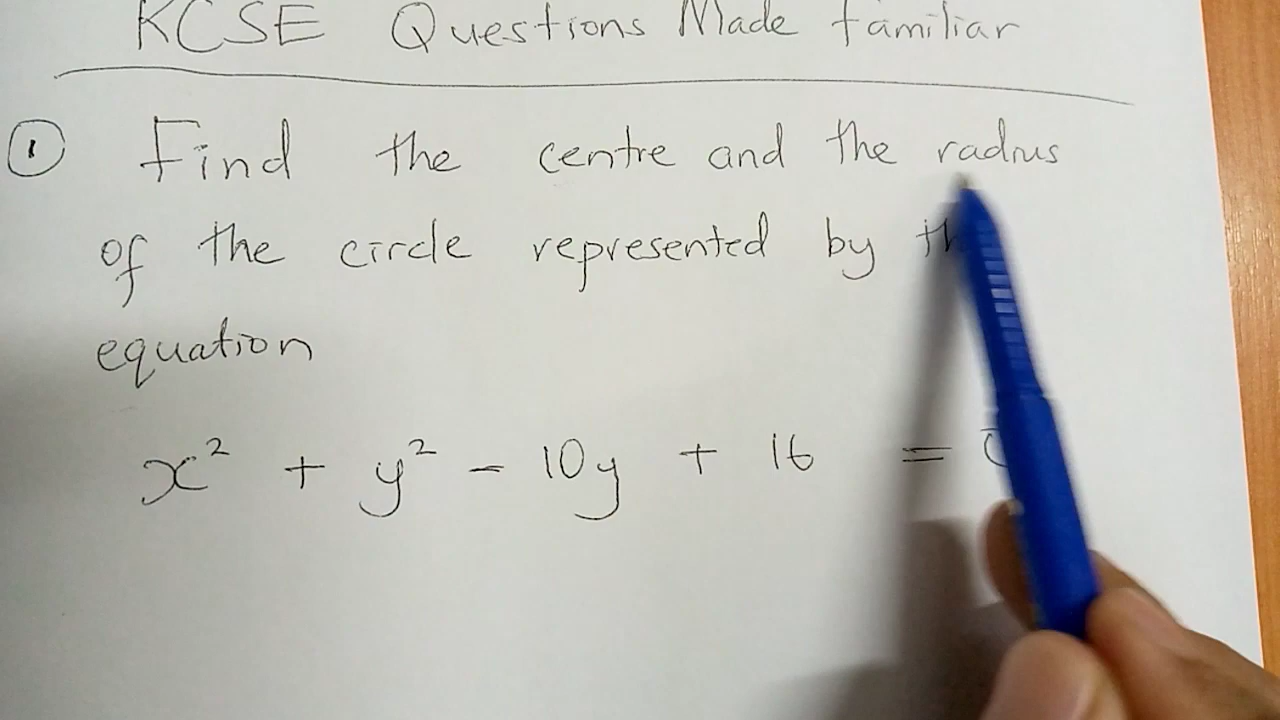 KCSE Questions Made familiar
1 Find the centre and the radius
of the circle represented by
equation
x² + y² - 10y + 16 =